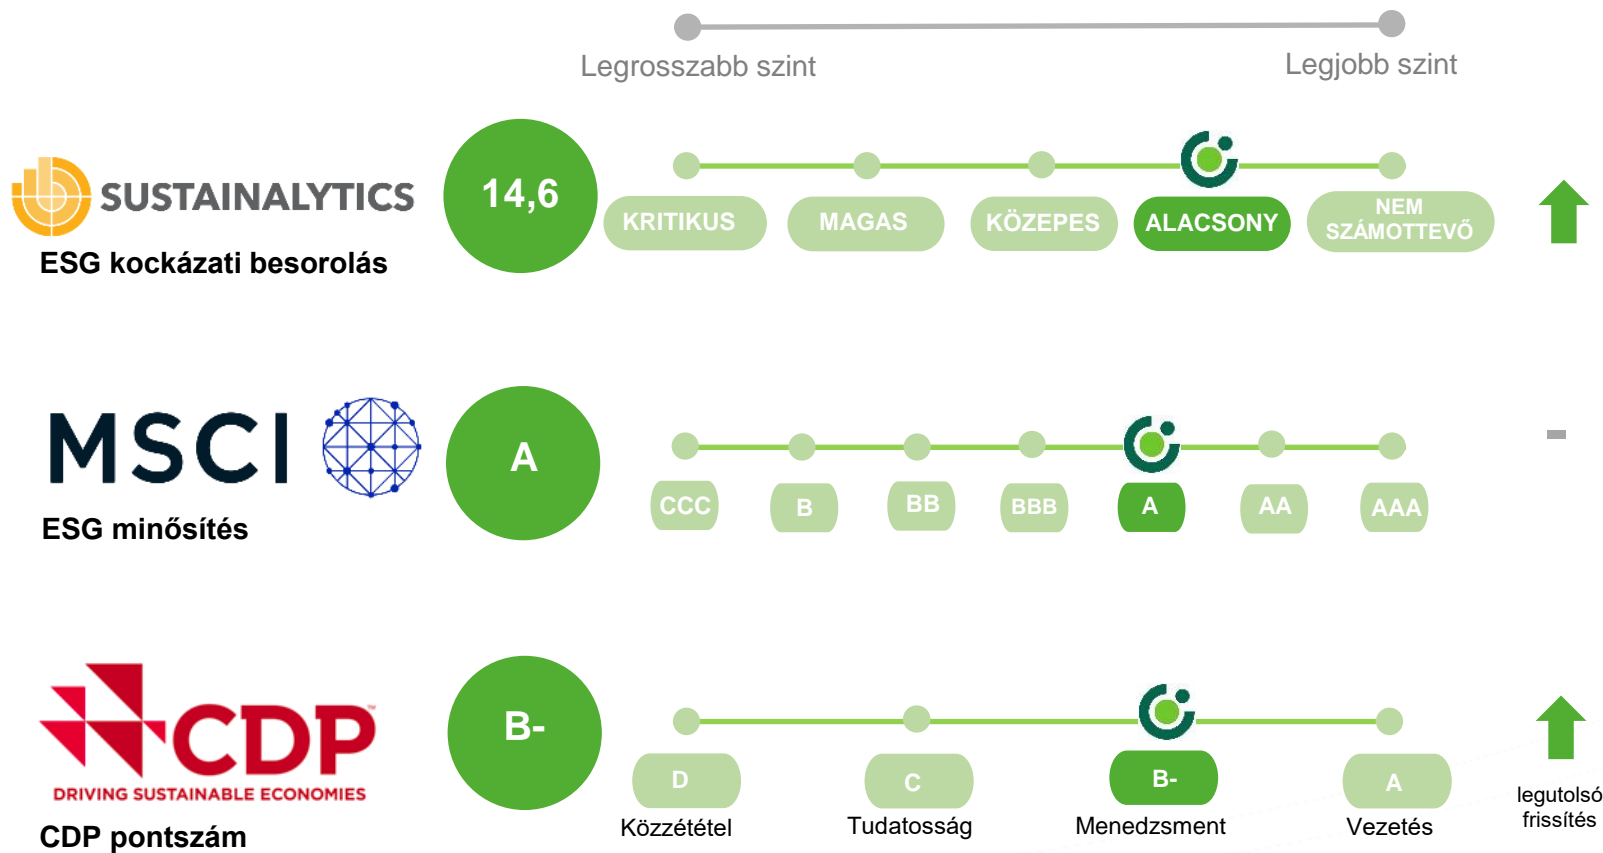 Legrosszabb szint
Legjobb szint
SUSTAINALYTICS
ESG kockázati besorolás
14,6
KRITIKUS
MAGAS
KÖZEPES
ALACSONY
NEM
SZÁMOTTEVŐ
MSCI
ESG minősítés
A
CCC
B
BB
BBB
A
AA
AAA
-
CDP
DRIVING SUSTAINABLE ECONOMIES
CDP pontszám
B-
D
Közzététel
C
Tudatosság
B-
Menedzsment
A
Vezetés
legutolsó
frissítés